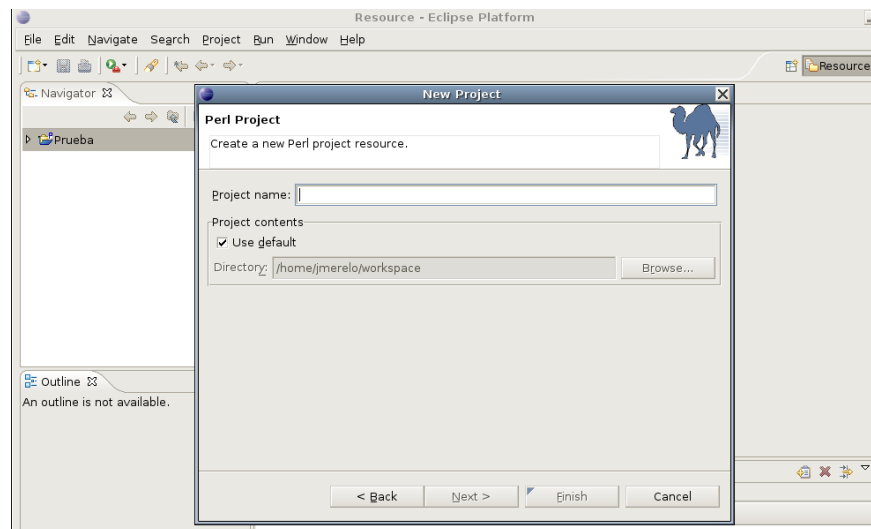 Resource - Eclipse Platform
File Edit Navigate Search Project Run Window Help
Resource
Navigator
Prueba
New Project
Perl Project
Create a new Perl project resource.
Project name:
Project contents
Use default
Directory: /home/jmerelo/workspace Browse...
Outline
An outline is not available.
< Back Next > Finish Cancel